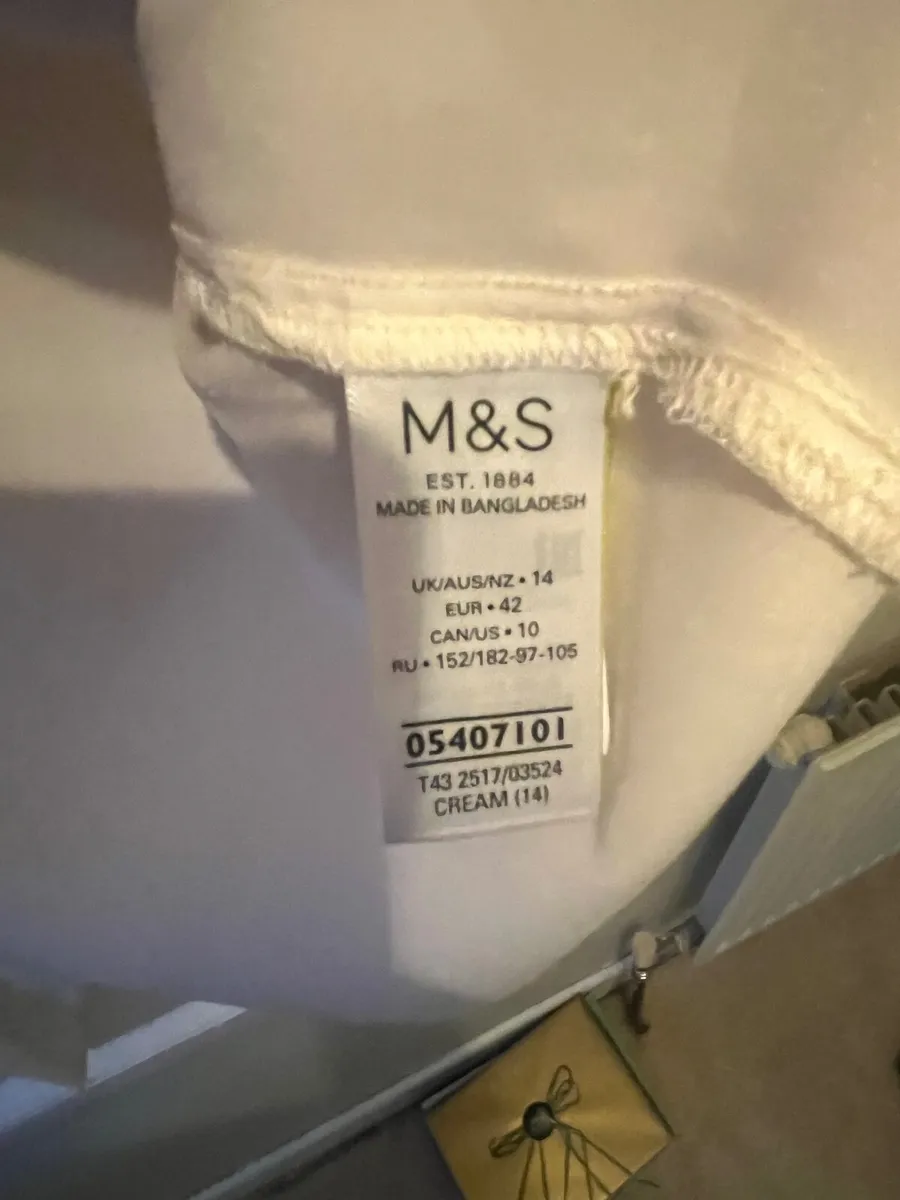 M&S
EST. 1884
MADE IN BANGLADESH
UK/AUS/NZ • 14
EUR • 42
CAN/US • 10
RU • 152/182-97-105
05407101
T43 2517/03524
CREAM (14)